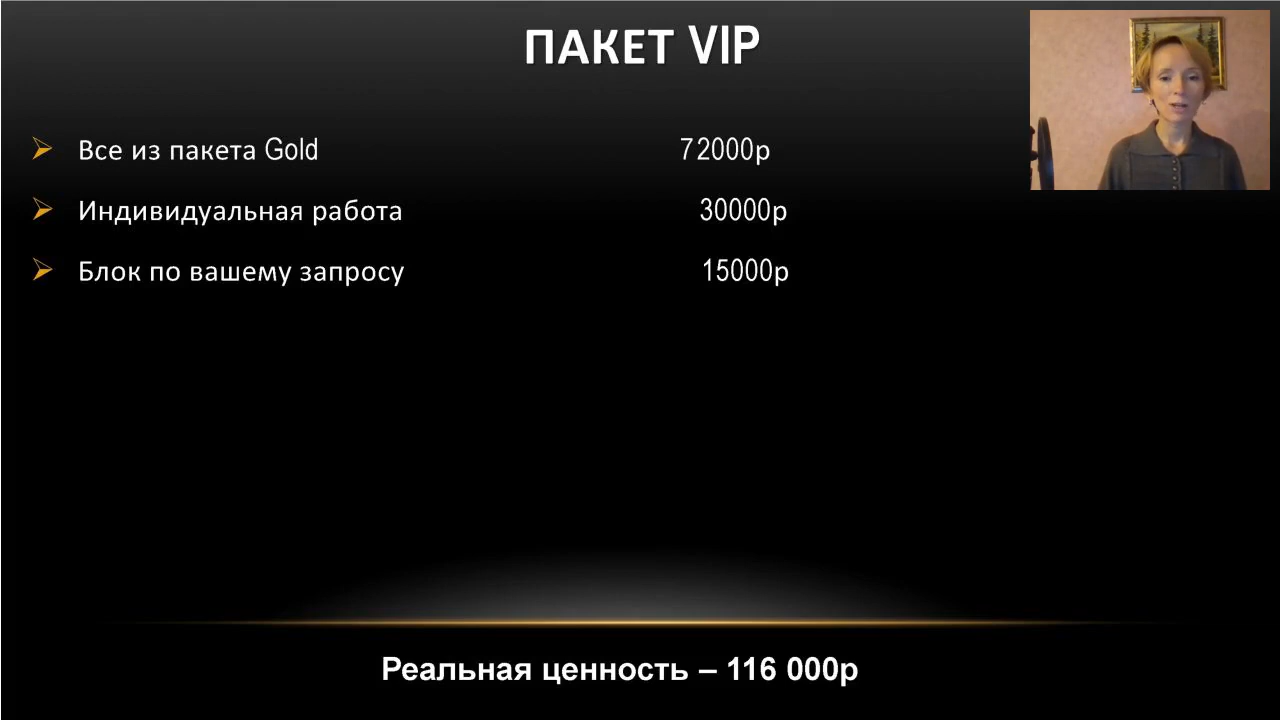 ПАКЕТ VIP
Все из пакета Gold 72000р
Индивидуальная работа 30000р
Блок по вашему запросу 15000р
Реальная ценность – 116 000р